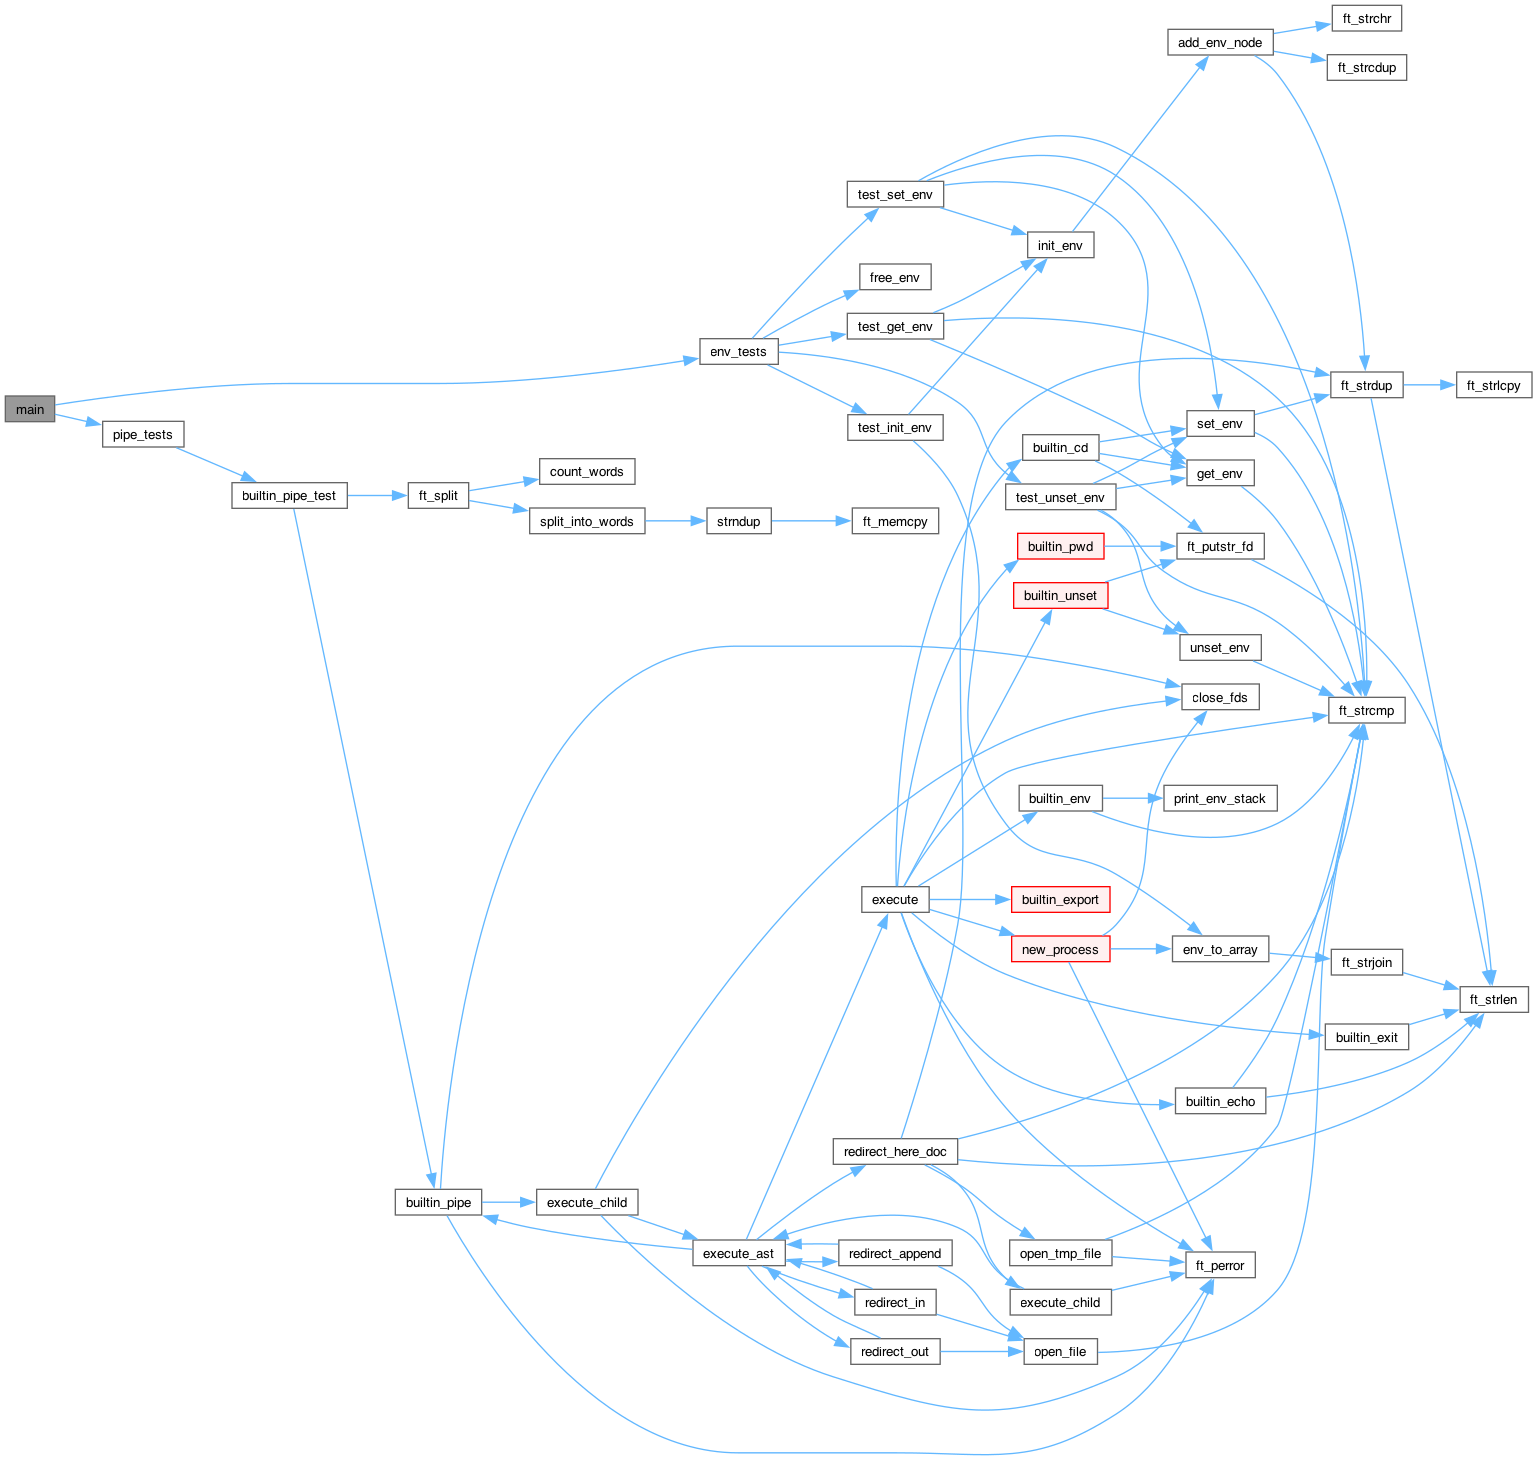 ft_strchr
add_env_node
ft_strcdup
test_set_env
init_env
free_env
test_get_env
env_tests
ft_strdup
ft_strlcpy
main
set_env
test_init_env
pipe_tests
builtin_cd
count_words
get_env
builtin_pipe_test
ft_split
test_unset_env
split_into_words
strndup
ft_memcpy
builtin_pwd
ft_putstr_fd
builtin_unset
unset_env
close_fds
ft_strcmp
builtin_env
print_env_stack
execute
builtin_export
new_process
env_to_array
ft_strjoin
ft_strlen
builtin_exit
builtin_echo
redirect_here_doc
builtin_pipe
execute_child
execute_ast
redirect_append
open_tmp_file
ft_perror
redirect_in
execute_child
redirect_out
open_file